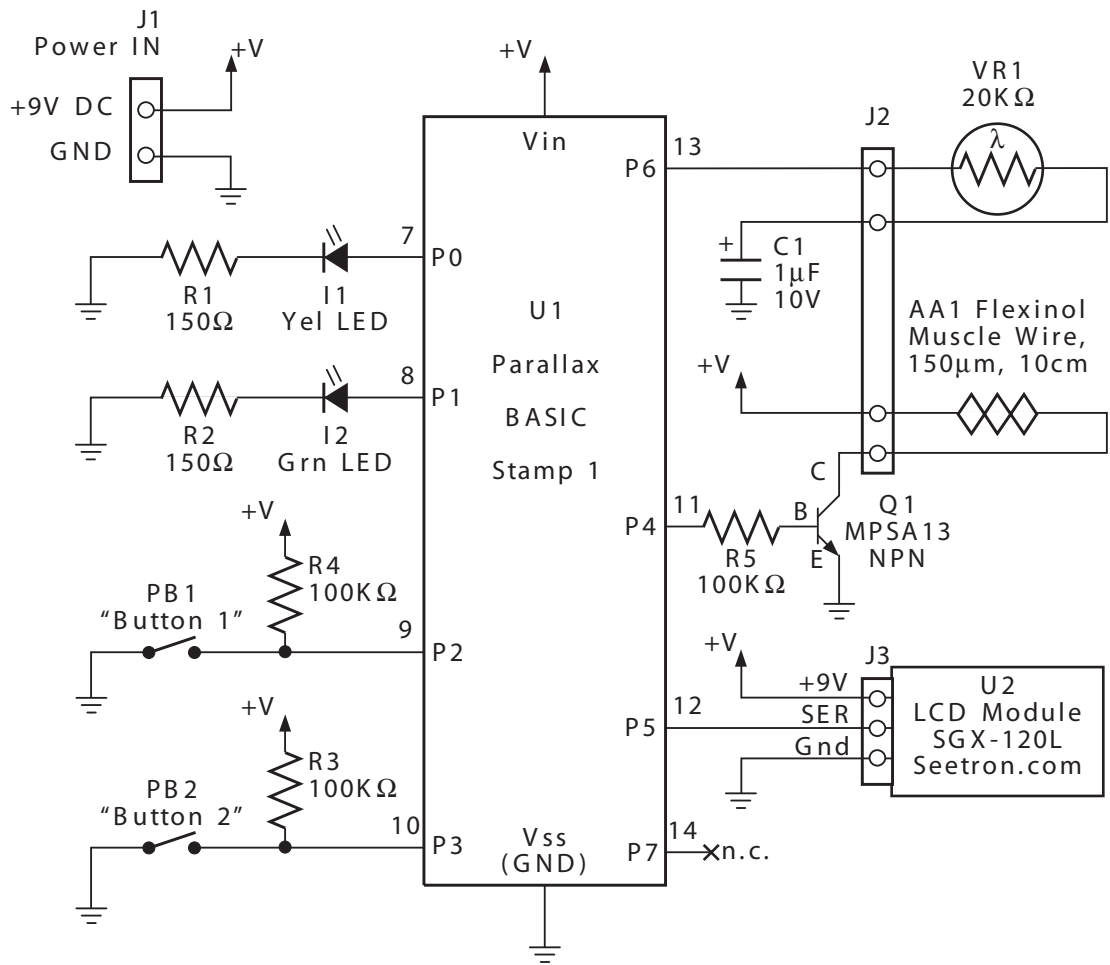 J1
Power IN
+V
+9V DC
GND
+V
Vin
U1
Parallax
BASIC
Stamp 1
Vss
(GND)
7
P0
R1
150Ω
I1
Yel LED
8
P1
R2
150Ω
I2
Grn LED
+V
R4
100KΩ
PB1
“Button 1”
9
P2
+V
R3
100KΩ
PB2
“Button 2”
10
P3
13
P6
J2
VR1
20KΩ
λ
+
C1
1µF
10V
AA1 Flexinol
Muscle Wire,
150µm, 10cm
+V
11
P4
R5
100KΩ
C
B
E
Q1
MPSA13
NPN
+V
J3
+9V
SER
Gnd
12
P5
U2
LCD Module
SGX-120L
Seetron.com
14
P7
n.c.